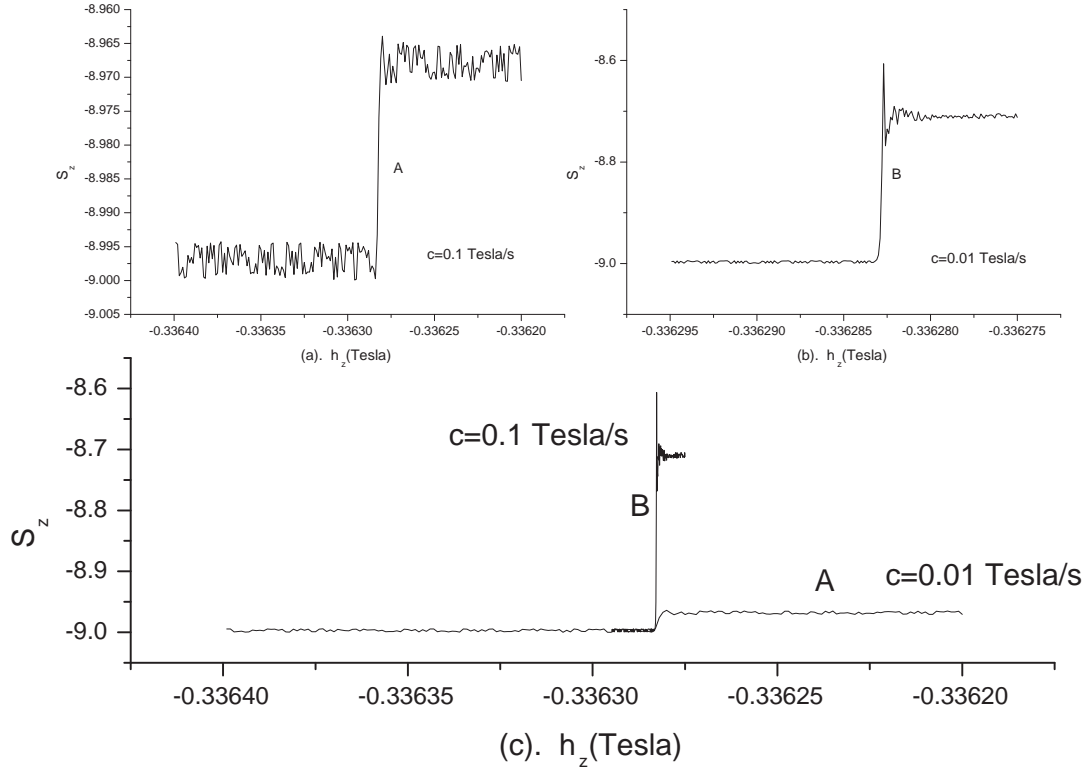 -8.960
-8.965
-8.970
-8.975
-8.980
-8.985
-8.990
-8.995
-9.000
-9.005
S_z
A
c=0.1 Tesla/s
-0.33640 -0.33635 -0.33630 -0.33625 -0.33620
(a). h_z(Tesla)
-8.6
-8.8
-9.0
S_z
B
c=0.01 Tesla/s
-0.336295 -0.336290 -0.336285 -0.336280 -0.336275
(b). h_z(Tesla)
-8.6
-8.7
-8.8
-8.9
-9.0
S_z
c=0.1 Tesla/s
B
A
c=0.01 Tesla/s
-0.33640 -0.33635 -0.33630 -0.33625 -0.33620
(c). h_z(Tesla)